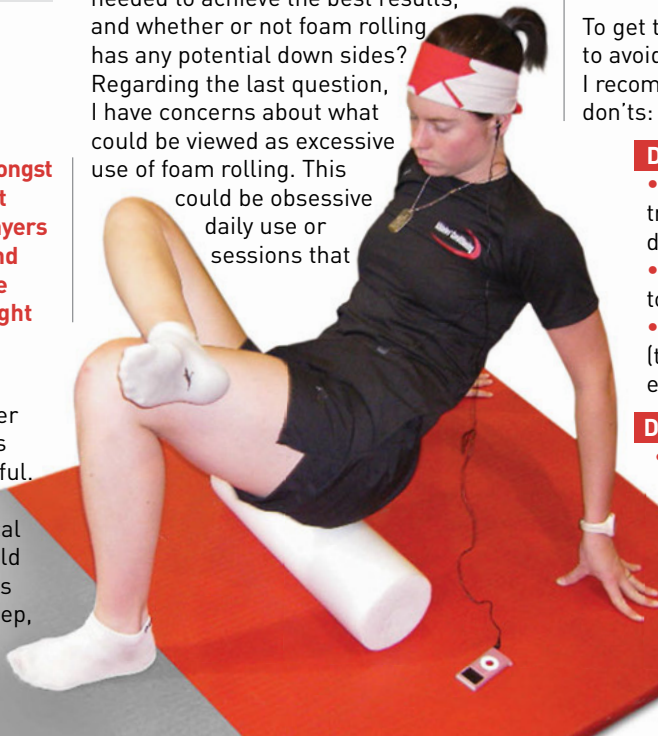 ongst
t
ayers
nd
e
ght
er
s
ful.
al
ld
s
ep,
needed to achieve the best results,
and whether or not foam rolling
has any potential down sides?
Regarding the last question,
I have concerns about what
could be viewed as excessive
use of foam rolling. This
could be obsessive
daily use or
sessions that
To get t
to avoid
I recom
don'ts:
D
•
tr
d
•
to
•
(t
e
D
•